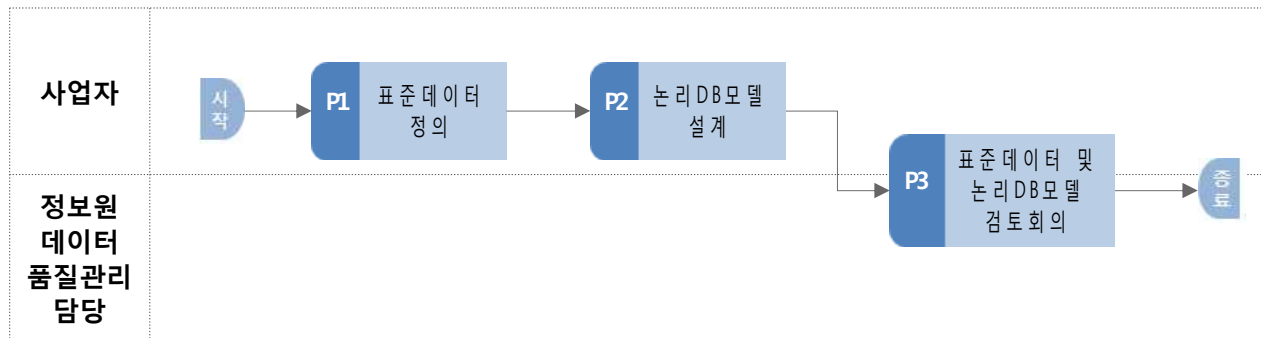 사업자
시
작
P1
표준데이터
정의
P2
논리DB모델
설계
P3
표준데이터 및
논리DB모델
검토회의
종
료
정보원
데이터
품질관리
담당